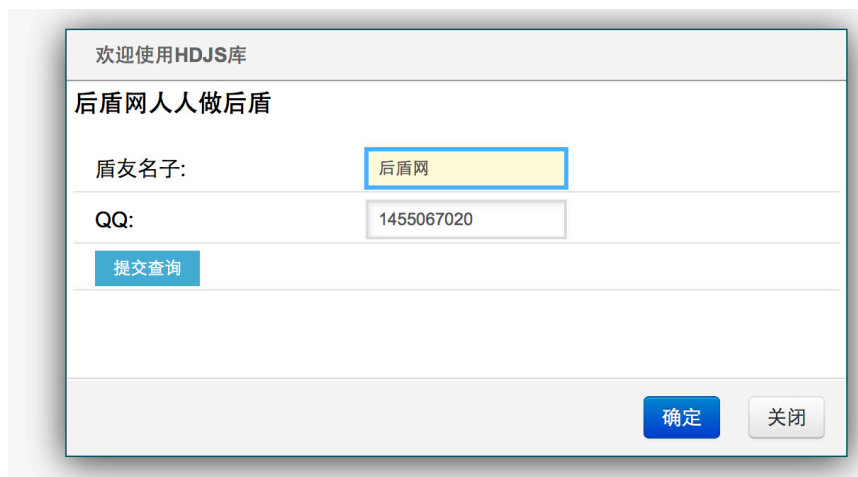 欢迎使用HDJS库
后盾网人人做后盾
盾友名子: 后盾网
QQ: 1455067020
提交查询
确定 关闭